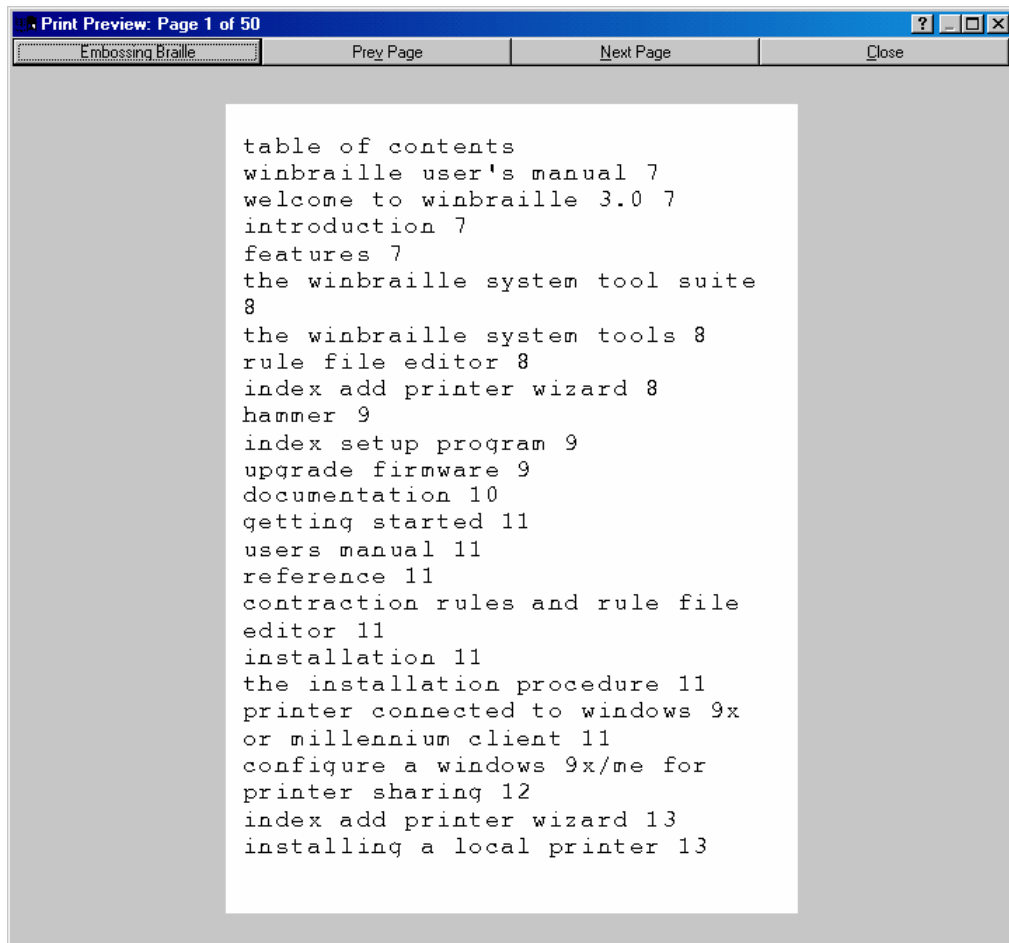 Print Preview: Page 1 of 50
Embossing Braille
Prev Page
Next Page
Close
table of contents
winbraille user's manual 7
welcome to winbraille 3.0 7
introduction 7
features 7
the winbraille system tool suite
8
the winbraille system tools 8
rule file editor 8
index add printer wizard 8
hammer 9
index setup program 9
upgrade firmware 9
documentation 10
getting started 11
users manual 11
reference 11
contraction rules and rule file
editor 11
installation 11
the installation procedure 11
printer connected to windows 9x
or millennium client 11
configure a windows 9x/me for
printer sharing 12
index add printer wizard 13
installing a local printer 13